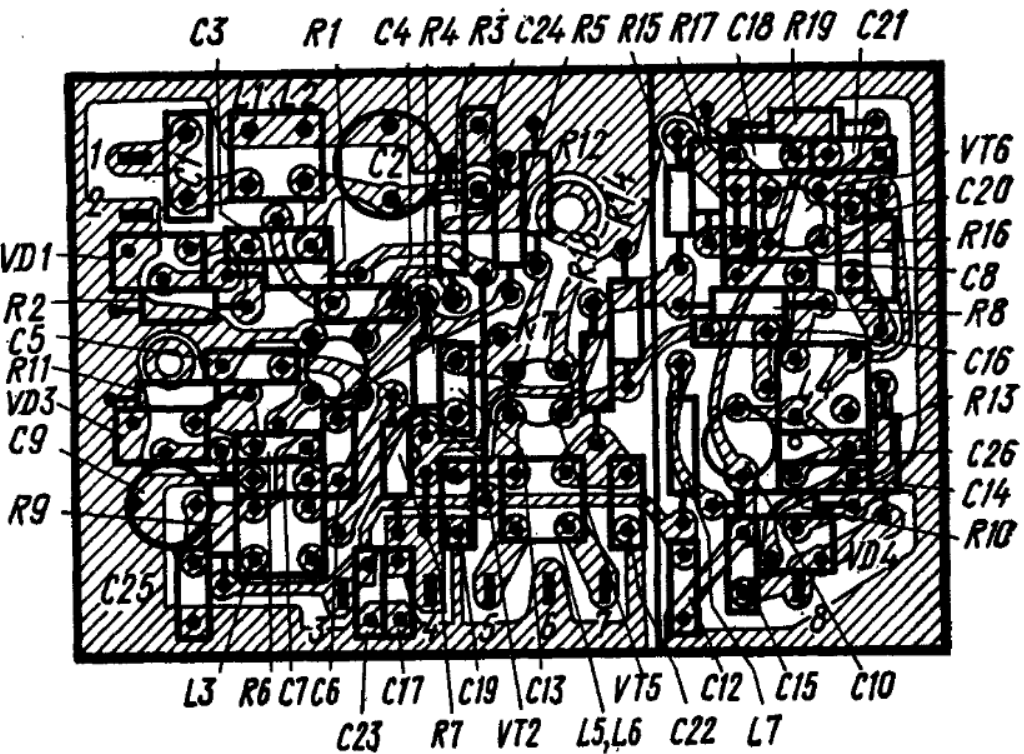 C3 R1 C4 R4 R3 C24 R5 R15 R17 C18 R19 C21
L1, L2
C1
C2
R12
R14
R18
1
2
VD1
R2
C5
R11
VD3
C9
R9
C25
VT6
C20
R16
C8
R8
C16
R13
C26
C14
R10
L4
VD4
3
4
5
6
7
8
L3 R6 C7 C6
C23
C17
R7
C19
VT2
C13
L5, L6
VT5
C22
C12
L7
C15
C10